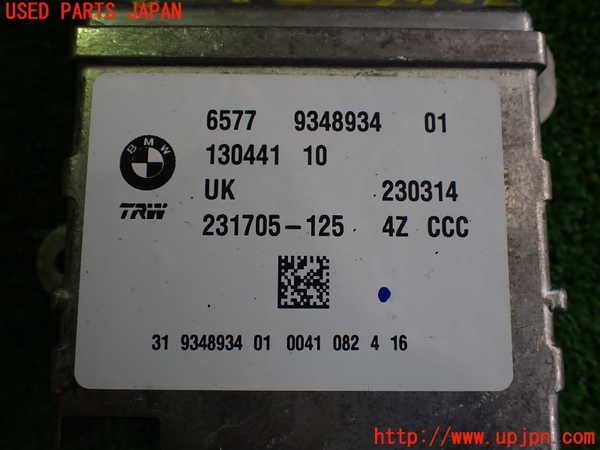 USED PARTS JAPAN
6577 9348934 01
BMW
130441 10
UK 230314
TRW 231705-125 4Z CCC
31 9348934 01 0041 082 4 16
http://www.upjpn.com/